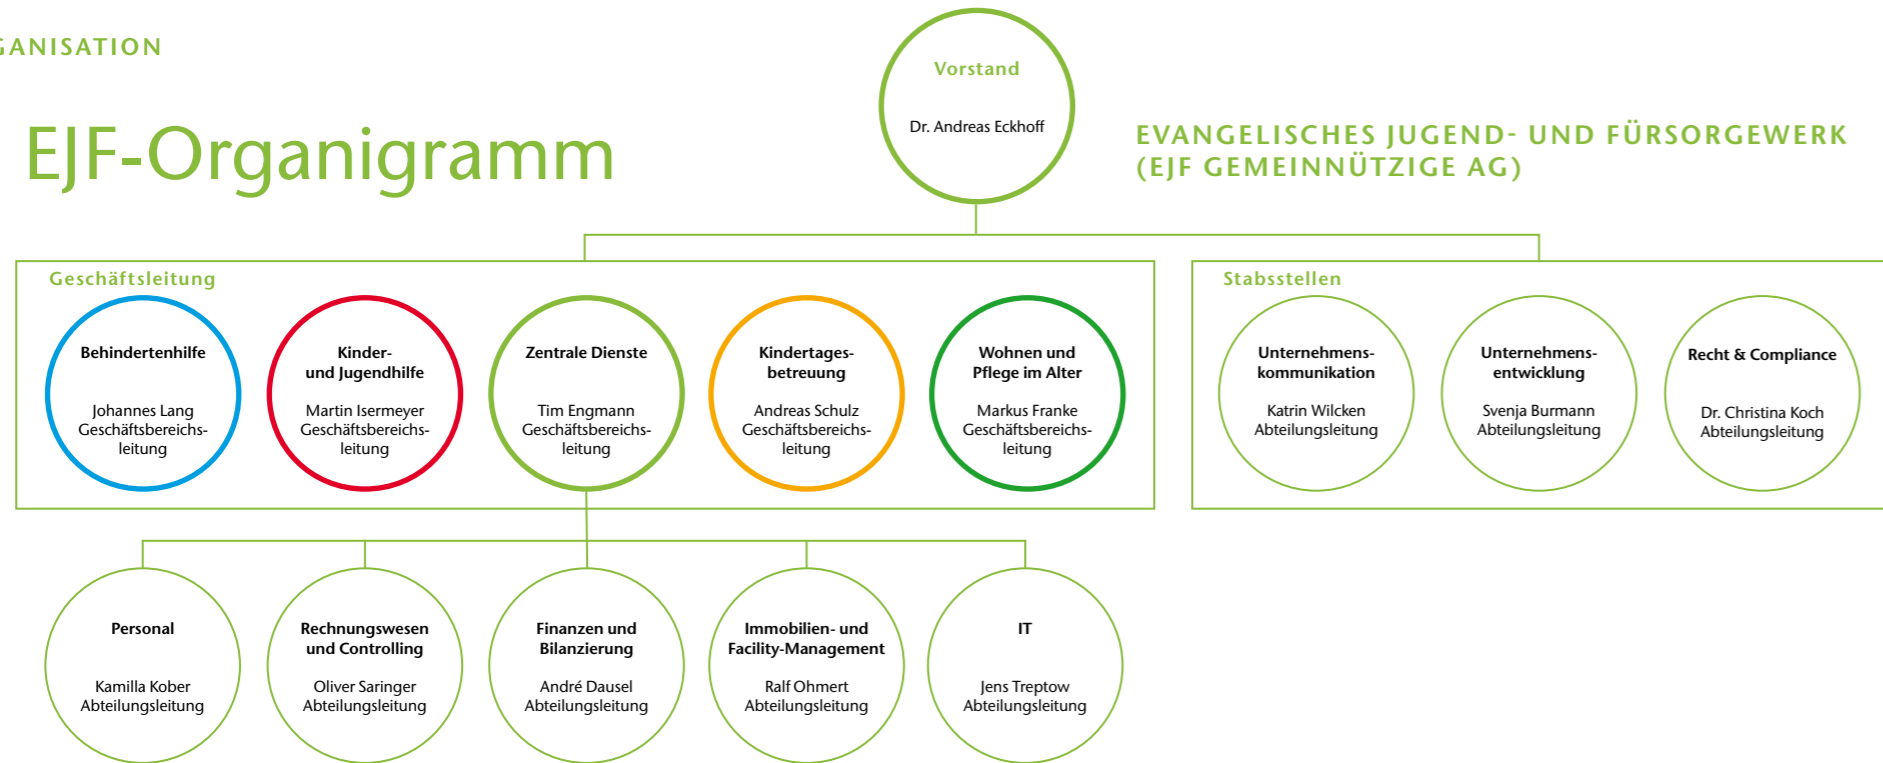 GANISATION
EJF-Organigramm
Vorstand
Dr. Andreas Eckhoff
EVANGELISCHES JUGEND- UND FÜRSORGEWERK
(EJF GEMEINNÜTZIGE AG)
Geschäftsleitung
Behindertenhilfe
Johannes Lang
Geschäftsbereichs-
leitung
Kinder-
und Jugendhilfe
Martin Isermeyer
Geschäftsbereichs-
leitung
Zentrale Dienste
Tim Engmann
Geschäftsbereichs-
leitung
Kindertages-
betreuung
Andreas Schulz
Geschäftsbereichs-
leitung
Wohnen und
Pflege im Alter
Markus Franke
Geschäftsbereichs-
leitung
Stabsstellen
Unternehmens-
kommunikation
Katrin Wilcken
Abteilungsleitung
Unternehmens-
entwicklung
Svenja Burmann
Abteilungsleitung
Recht & Compliance
Dr. Christina Koch
Abteilungsleitung
Personal
Kamilla Kober
Abteilungsleitung
Rechnungswesen
und Controlling
Oliver Saringer
Abteilungsleitung
Finanzen und
Bilanzierung
André Dausel
Abteilungsleitung
Immobilien- und
Facility-Management
Ralf Ohmert
Abteilungsleitung
IT
Jens Treptow
Abteilungsleitung